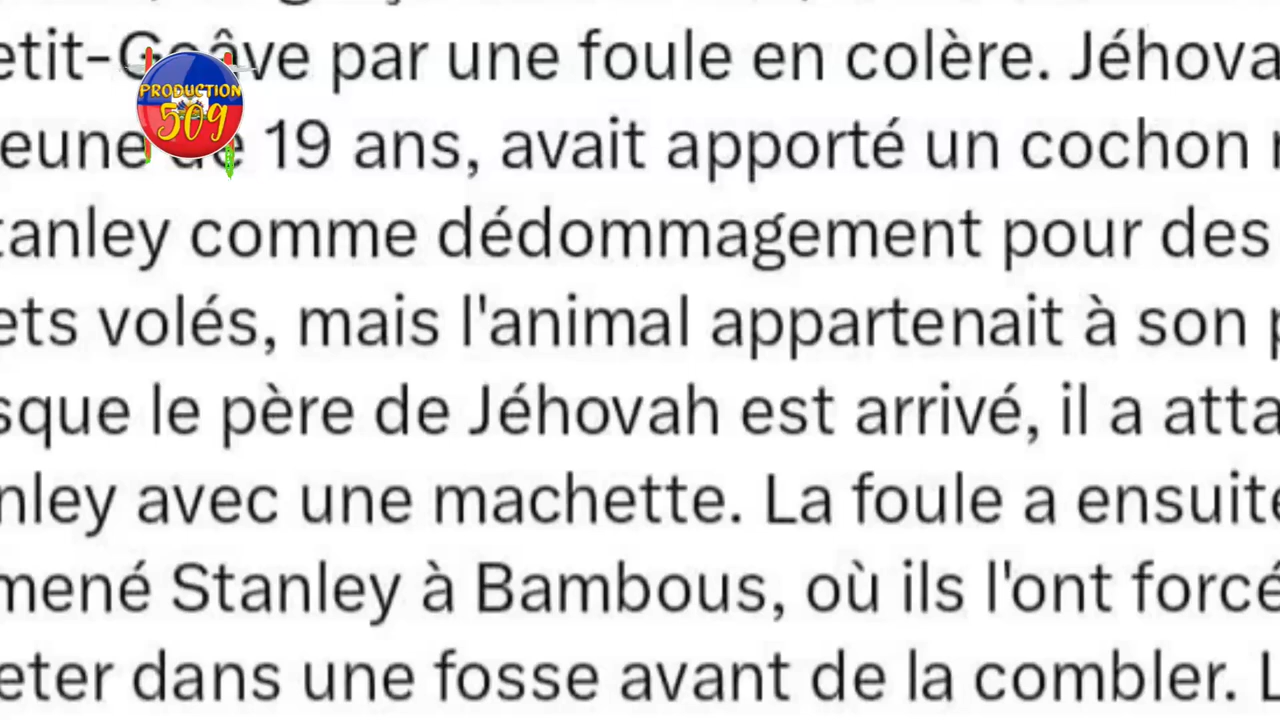 etit-Goâve par une foule en colère. Jéhova
PRODUCTION
509
eune de 19 ans, avait apporté un cochon
tanley comme dédommagement pour des
ets volés, mais l'animal appartenait à son
sque le père de Jéhovah est arrivé, il a atta
nley avec une machette. La foule a ensuite
mené Stanley à Bambous, où ils l'ont forcé
eter dans une fosse avant de la combler. L